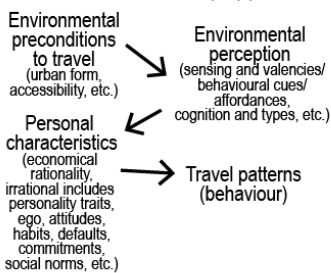 Environmental
preconditions
to travel
(urban form,
accessibility, etc.)
Environmental
perception
(sensing and valencies/
behavioural cues/
affordances,
cognition and types, etc.)
Personal
characteristics
(economical
rationality,
irrational includes
personality traits,
ego, attitudes,
habits, defaults,
commitments,
social norms, etc.)
Travel patterns
(behaviour)